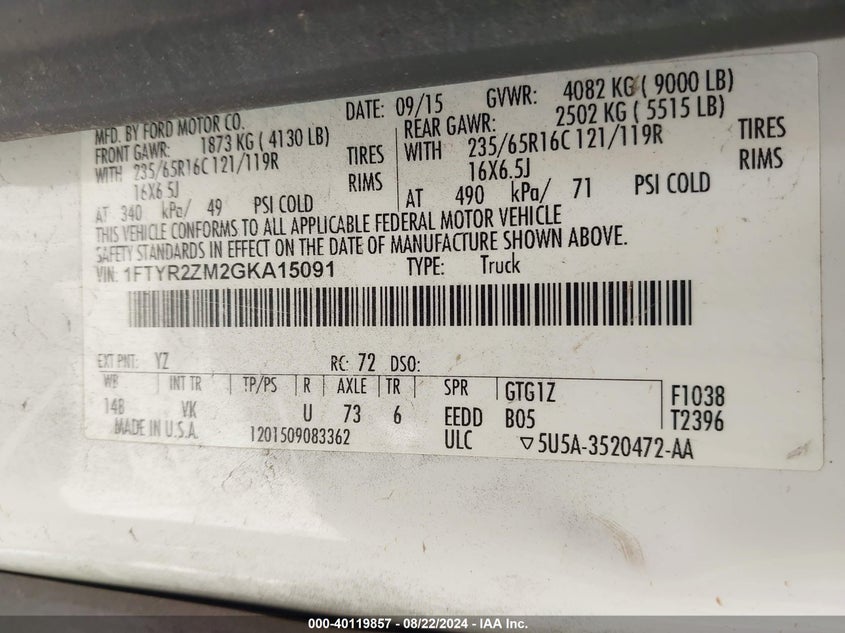 MFD. BY FORD MOTOR CO. DATE: 09/15 GVWR: 4082 KG ( 9000 LB)
FRONT GAWR: 1873 KG ( 4130 LB) REAR GAWR: 2502 KG ( 5515 LB)
WITH 235/65R16C 121/119R TIRES WITH 235/65R16C 121/119R TIRES
16X6.5J RIMS 16X6.5J RIMS
AT 340 kPa/ 49 PSI COLD AT 490 kPa/ 71 PSI COLD
THIS VEHICLE CONFORMS TO ALL APPLICABLE FEDERAL MOTOR VEHICLE
SAFETY STANDARDS IN EFFECT ON THE DATE OF MANUFACTURE SHOWN ABOVE.
VIN: 1FTYR2ZM2GKA15091 TYPE: Truck
EXT PNT: YZ RC: 72 DSO:
WB INT TR TP/PS R AXLE TR SPR GTG1Z F1038
148 VK U 73 6 EEDD B05 T2396
MADE IN U.S.A. 1201509083362 ULC ▽5U5A-3520472-AA
000-40119857 - 08/22/2024 - IAA Inc.